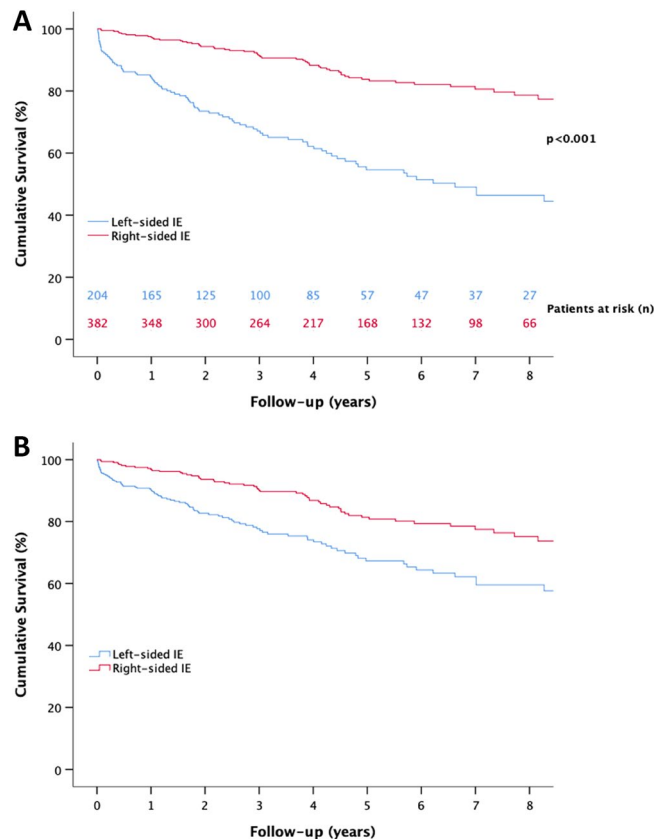 A
Cumulative Survival (%)
100
80
60
40
20
0
p<0.001
Left-sided IE
Right-sided IE
204 165 125 100 85 57 47 37 27
Patients at risk (n)
382 348 300 264 217 168 132 98 66
0 1 2 3 4 5 6 7 8
Follow-up (years)
B
Cumulative Survival (%)
100
80
60
40
20
0
Left-sided IE
Right-sided IE
0 1 2 3 4 5 6 7 8
Follow-up (years)